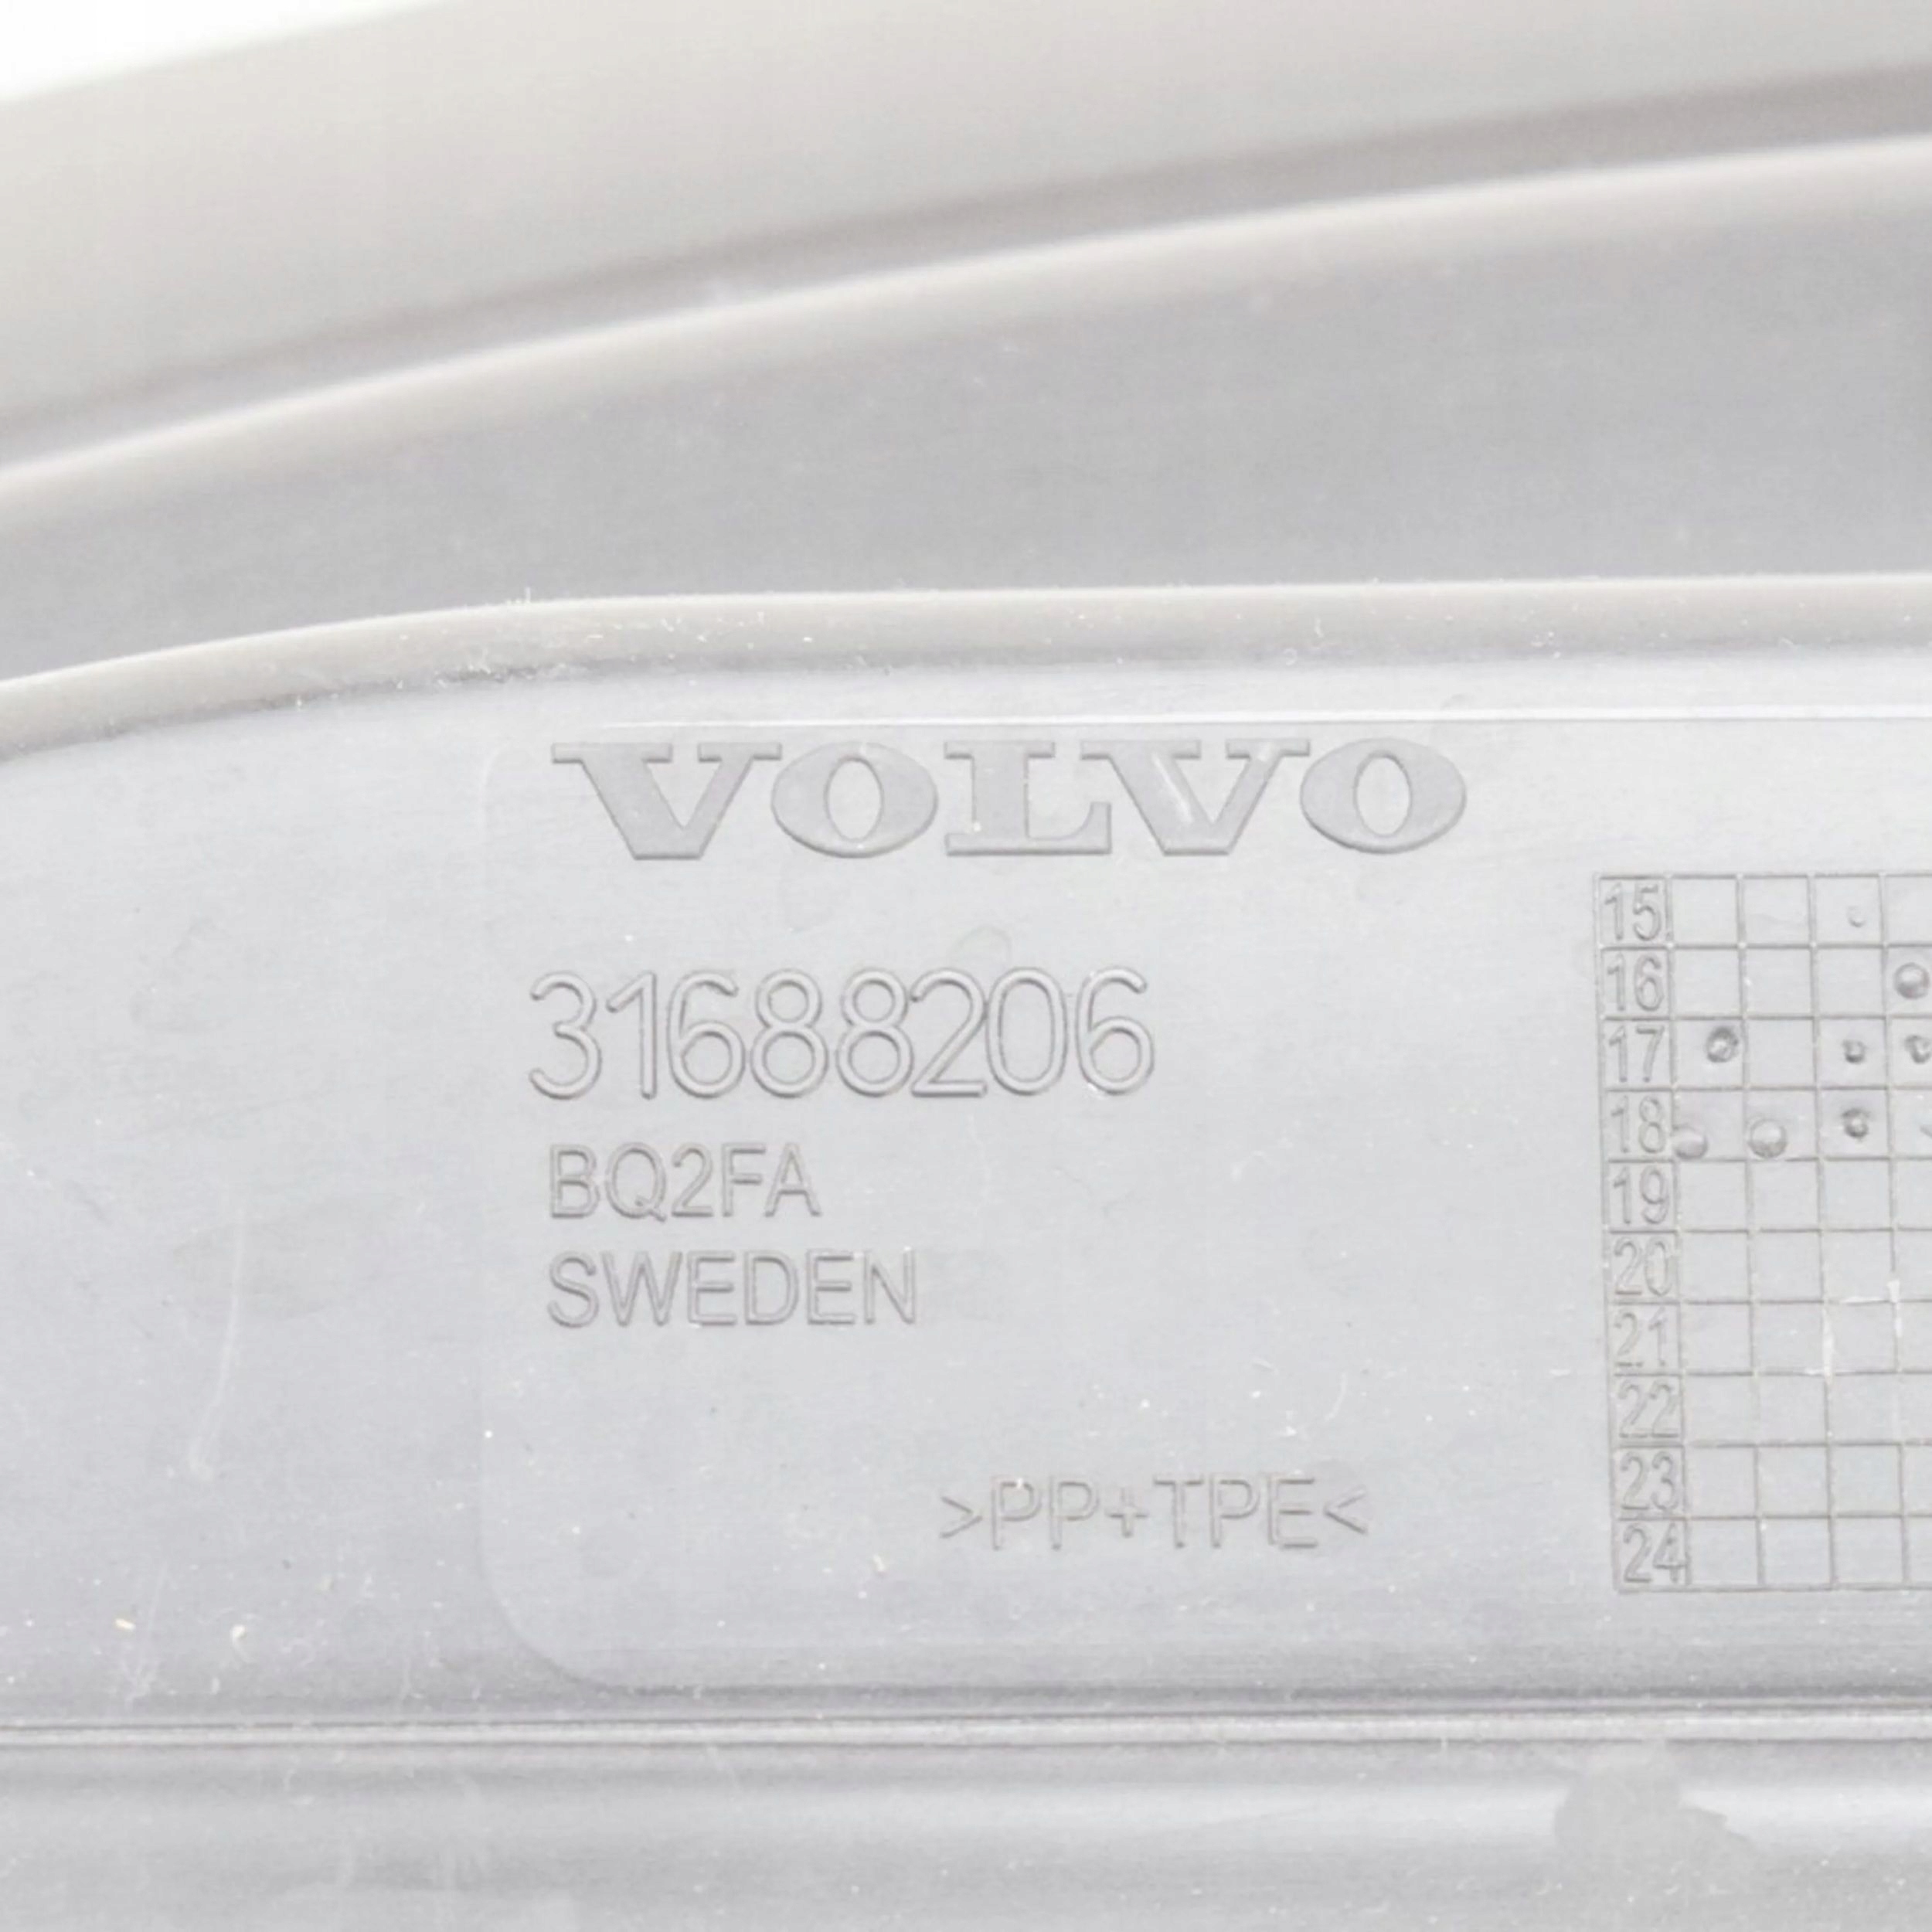 VOLVO
31688206
BQ2FA
SWEDEN
>PP+TPE<
15
16
17
18
19
20
21
22
23
24